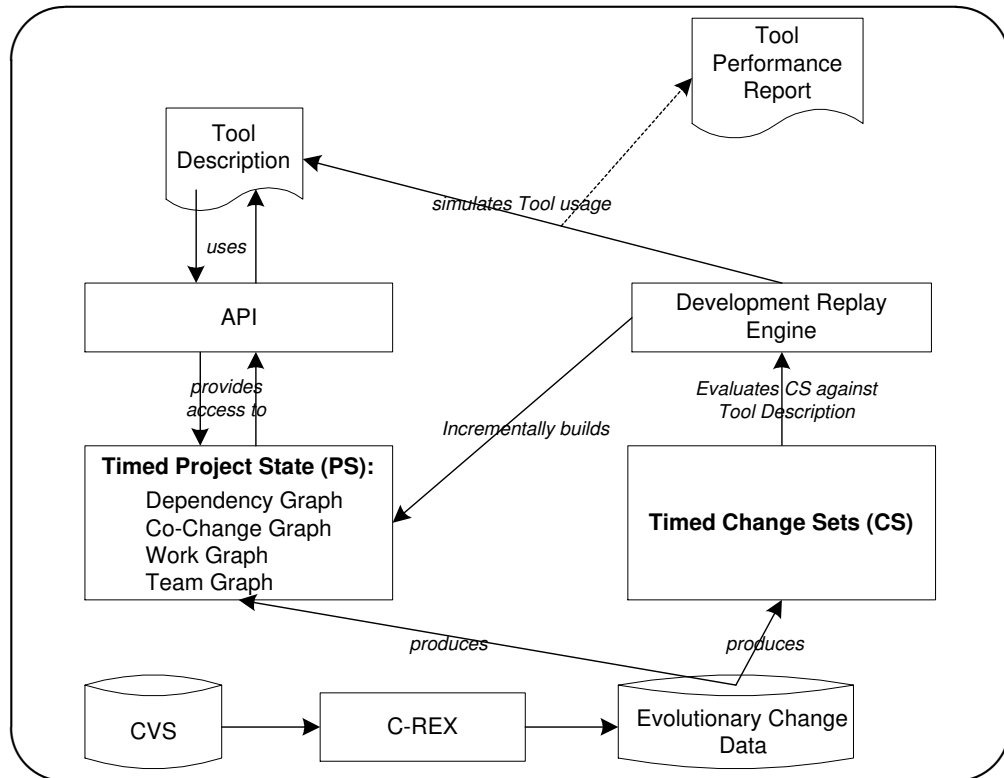 Tool
Performance
Report
Tool
Description
simulates Tool usage
uses
API
Development Replay
Engine
provides
access to
Evaluates CS against
Tool Description
Incrementally builds
Timed Project State (PS):
Dependency Graph
Co-Change Graph
Work Graph
Team Graph
Timed Change Sets (CS)
produces
produces
CVS
C-REX
Evolutionary Change
Data